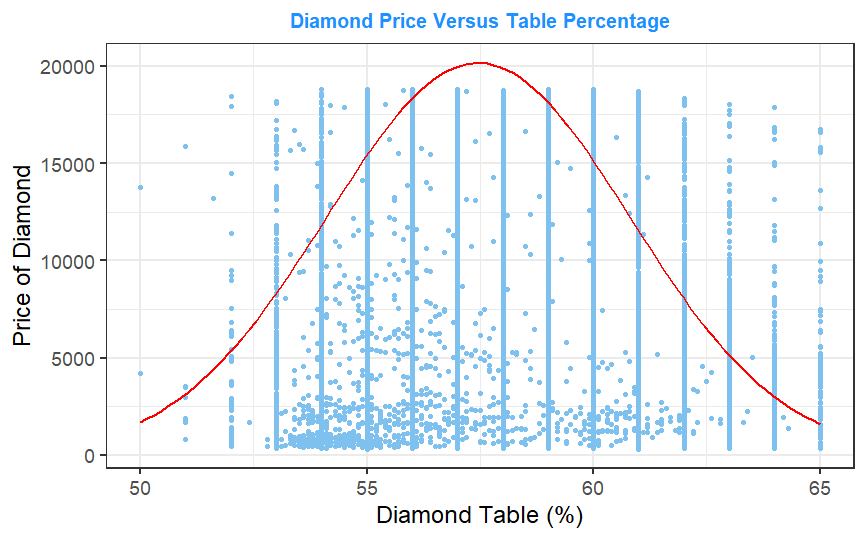 Diamond Price Versus Table Percentage
Price of Diamond
20000
15000
10000
5000
0
50 55 60 65
Diamond Table (%)